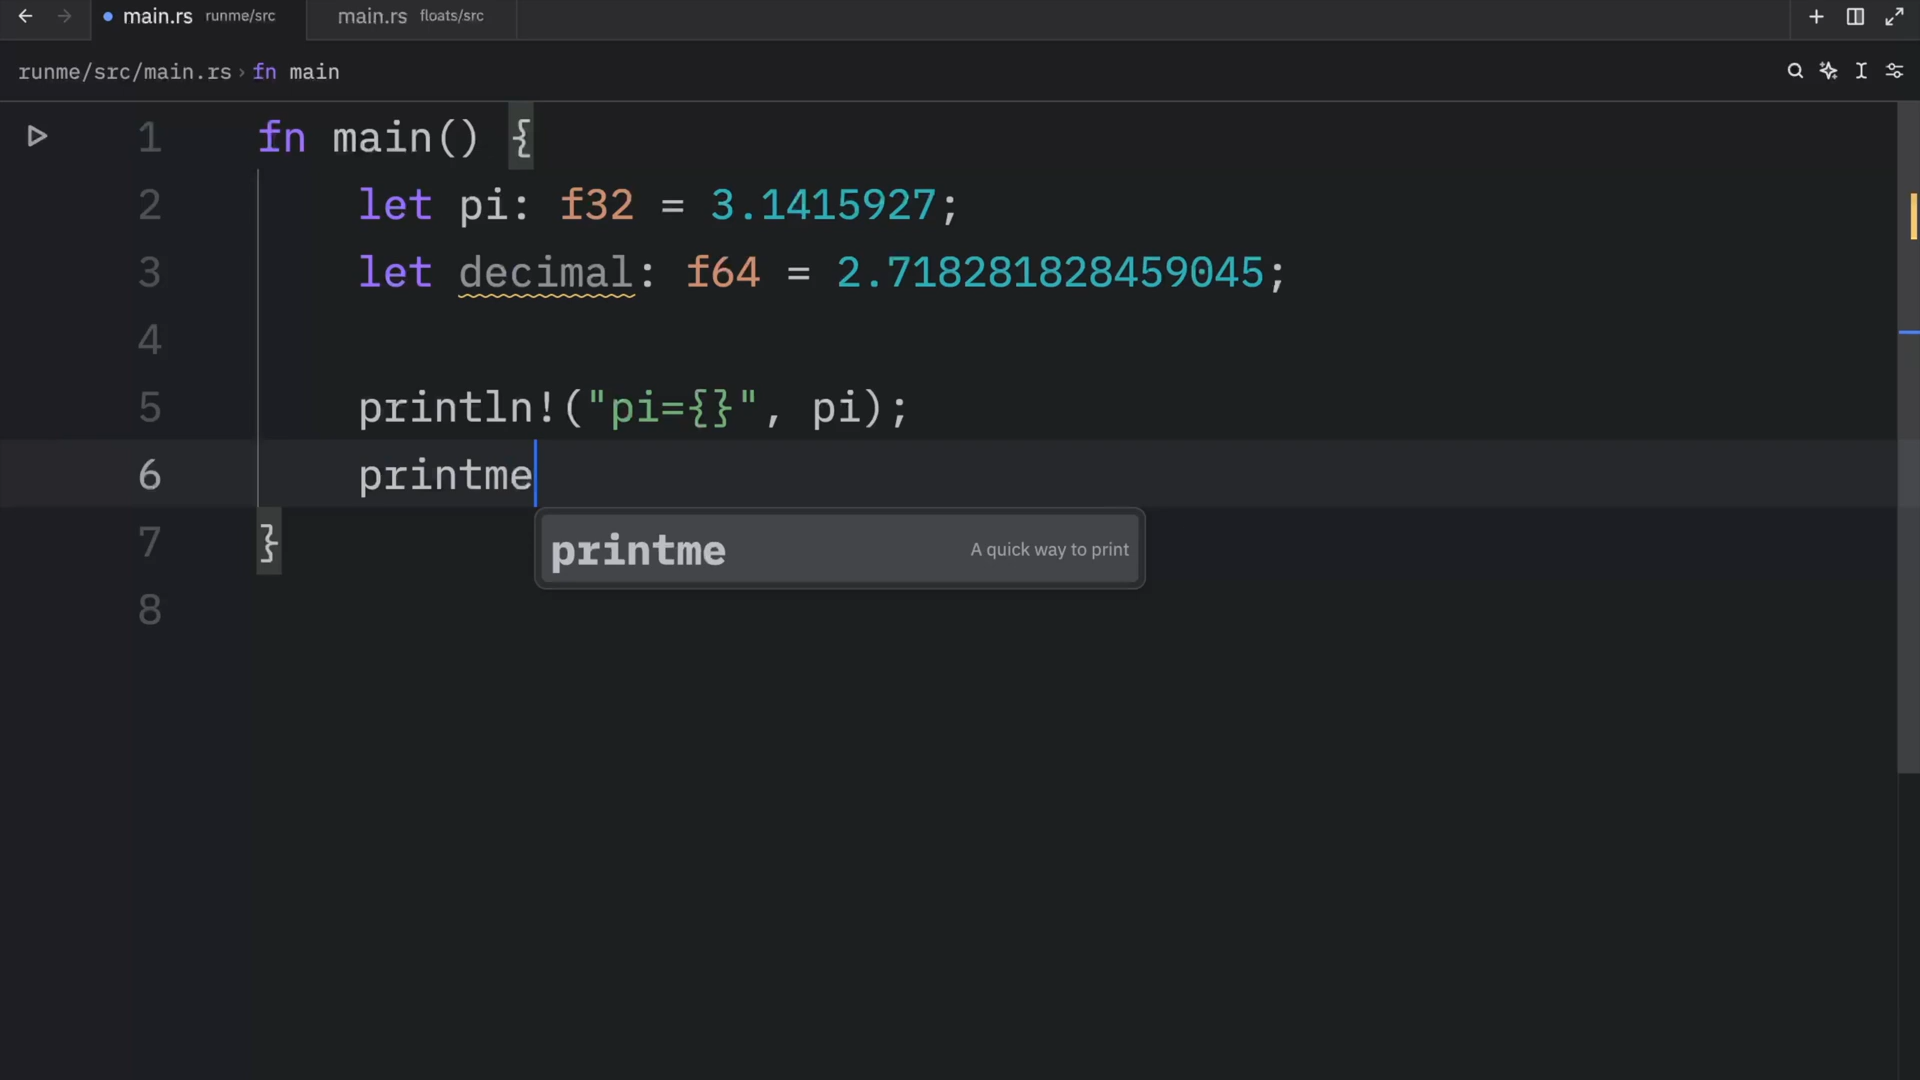 main.rs runme/src main.rs floats/src
runme/src/main.rs › fn main
1 fn main() {
2 let pi: f32 = 3.1415927;
3 let decimal: f64 = 2.718281828459045;
4
5 println!("pi={}", pi);
6 printme
7 }
printme A quick way to print
8